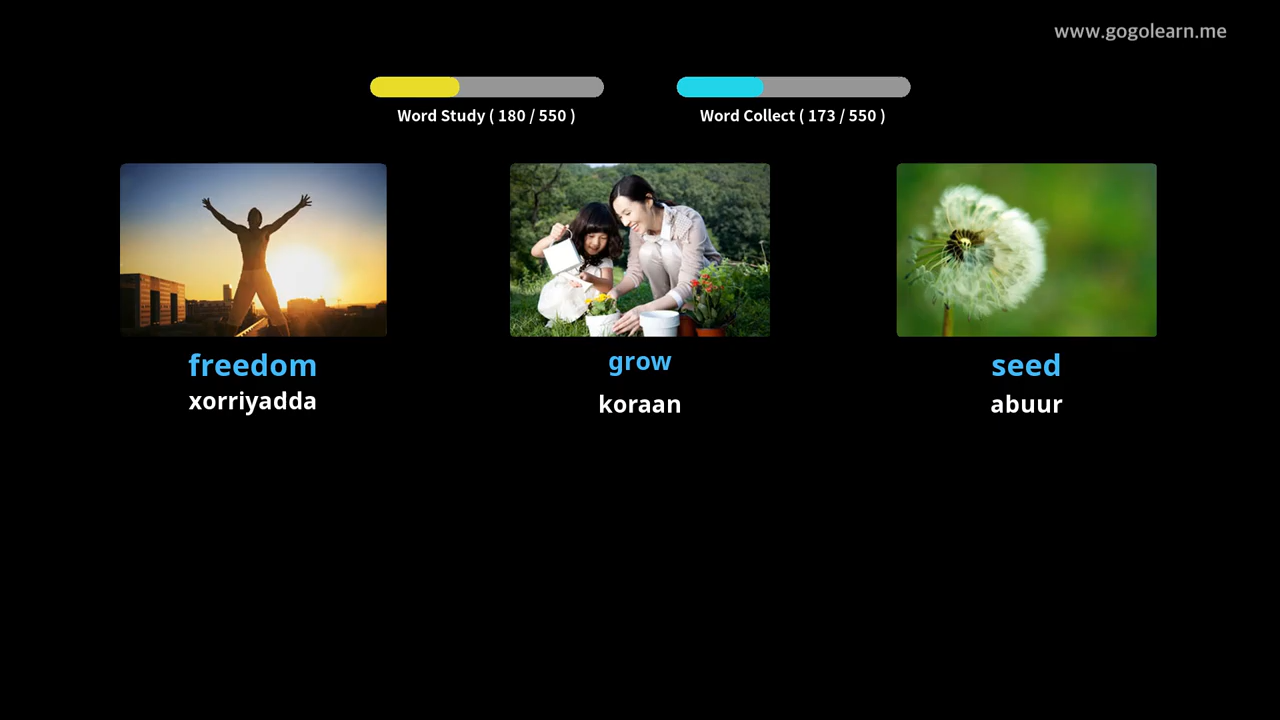 www.gogolearn.me
Word Study ( 180 / 550 )
Word Collect ( 173 / 550 )
freedom
xorriyadda
grow
koraan
seed
abuur